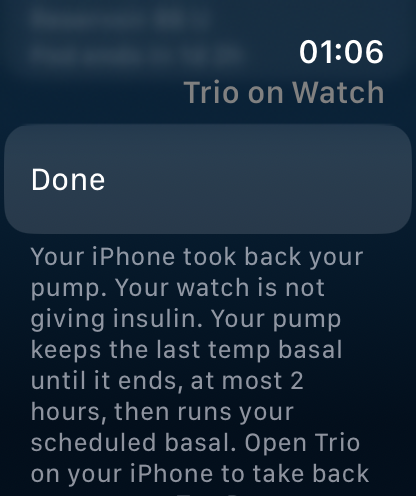 01:06
Trio on Watch
Done
Your iPhone took back your
pump. Your watch is not
giving insulin. Your pump
keeps the last temp basal
until it ends, at most 2
hours, then runs your
scheduled basal. Open Trio
on your iPhone to take back